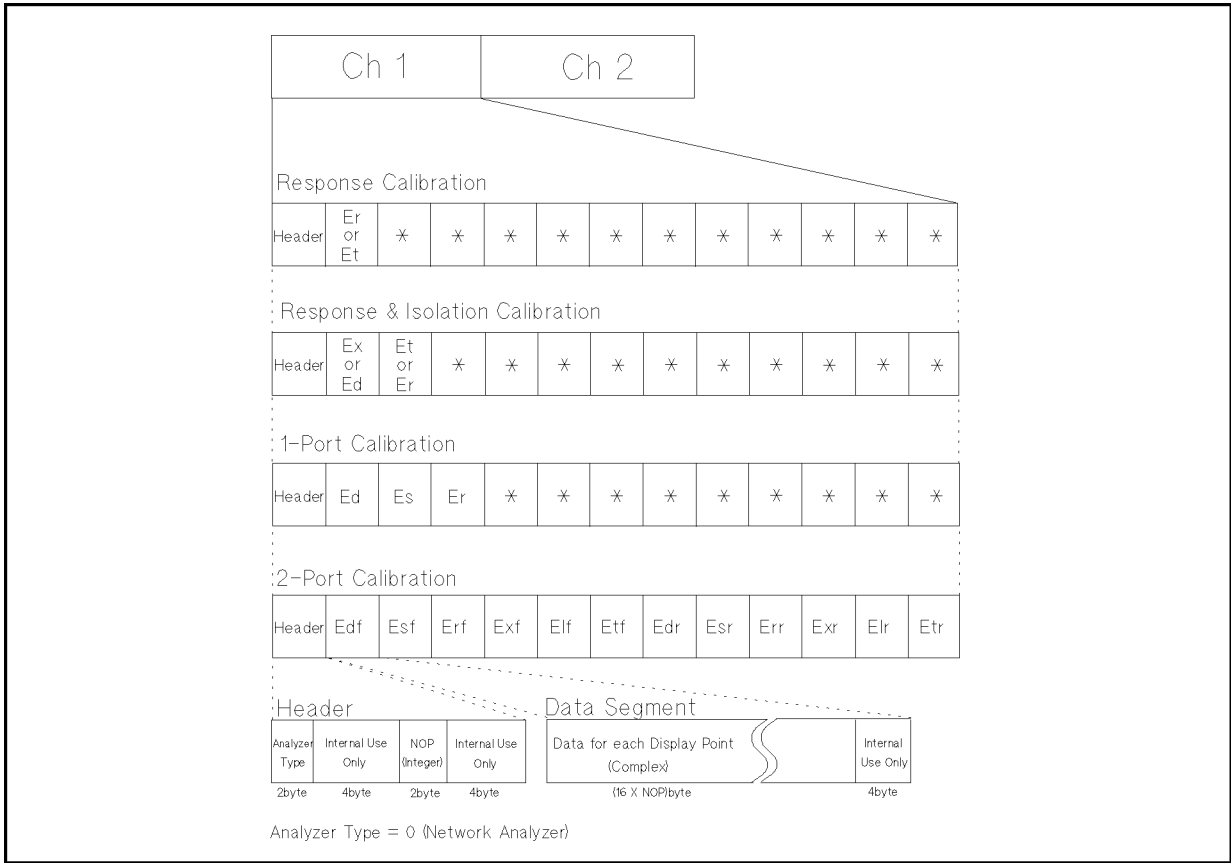 Ch 1 Ch 2
Response Calibration
Header Er or Et * * * * * * * * * * *
Response & Isolation Calibration
Header Ex or Ed Et or Er * * * * * * * * * *
1-Port Calibration
Header Ed Es Er * * * * * * * * *
2-Port Calibration
Header Edf Esf Erf Exf Elf Etf Edr Esr Err Exr Elr Etr
Header Data Segment
Analyzer Type Internal Use Only NOP (Integer) Internal Use Only Data for each Display Point (Complex) Internal Use Only
2byte 4byte 2byte 4byte (16 X NOP)byte 4byte
Analyzer Type = 0 (Network Analyzer)